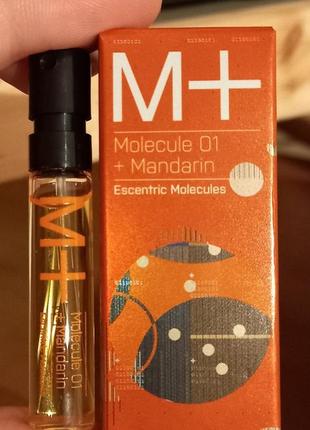 M+
Molecule 01
+ Mandarin
Escentric Molecules
M+
Molecule 01
+ Mandarin